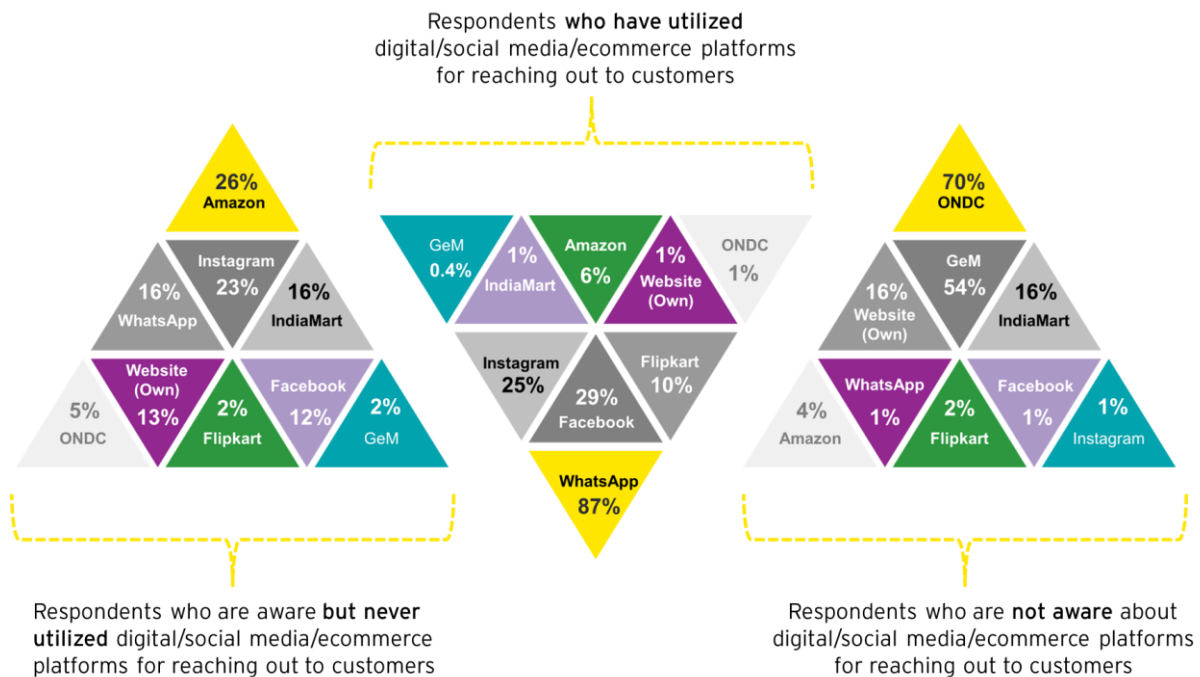 Respondents who have utilized
digital/social media/ecommerce platforms
for reaching out to customers
26%
Amazon
Instagram
23%
16%
WhatsApp
16%
IndiaMart
Website
(Own)
13%
Facebook
12%
5%
ONDC
2%
Flipkart
2%
GeM
Respondents who are aware but never
utilized digital/social media/ecommerce
platforms for reaching out to customers
GeM
0.4%
1%
IndiaMart
Amazon
6%
1%
Website
(Own)
ONDC
1%
Instagram
25%
29%
Facebook
Flipkart
10%
WhatsApp
87%
70%
ONDC
GeM
54%
16%
Website
(Own)
16%
IndiaMart
WhatsApp
1%
Facebook
1%
4%
Amazon
2%
Flipkart
1%
Instagram
Respondents who are not aware about
digital/social media/ecommerce platforms
for reaching out to customers